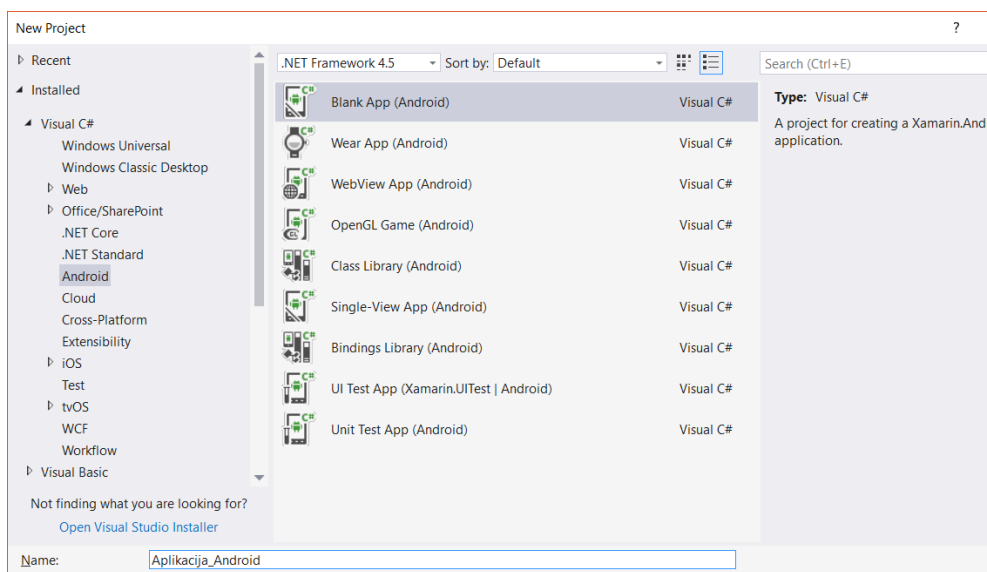 New Project ?
Recent
Installed
Visual C#
Windows Universal
Windows Classic Desktop
Web
Office/SharePoint
.NET Core
.NET Standard
Android
Cloud
Cross-Platform
Extensibility
iOS
Test
tvOS
WCF
Workflow
Visual Basic
Not finding what you are looking for?
Open Visual Studio Installer
.NET Framework 4.5 Sort by: Default
Blank App (Android) Visual C#
Wear App (Android) Visual C#
WebView App (Android) Visual C#
OpenGL Game (Android) Visual C#
Class Library (Android) Visual C#
Single-View App (Android) Visual C#
Bindings Library (Android) Visual C#
UI Test App (Xamarin.UITest | Android) Visual C#
Unit Test App (Android) Visual C#
Search (Ctrl+E)
Type: Visual C#
A project for creating a Xamarin.And
application.
Name: Aplikacija_Android